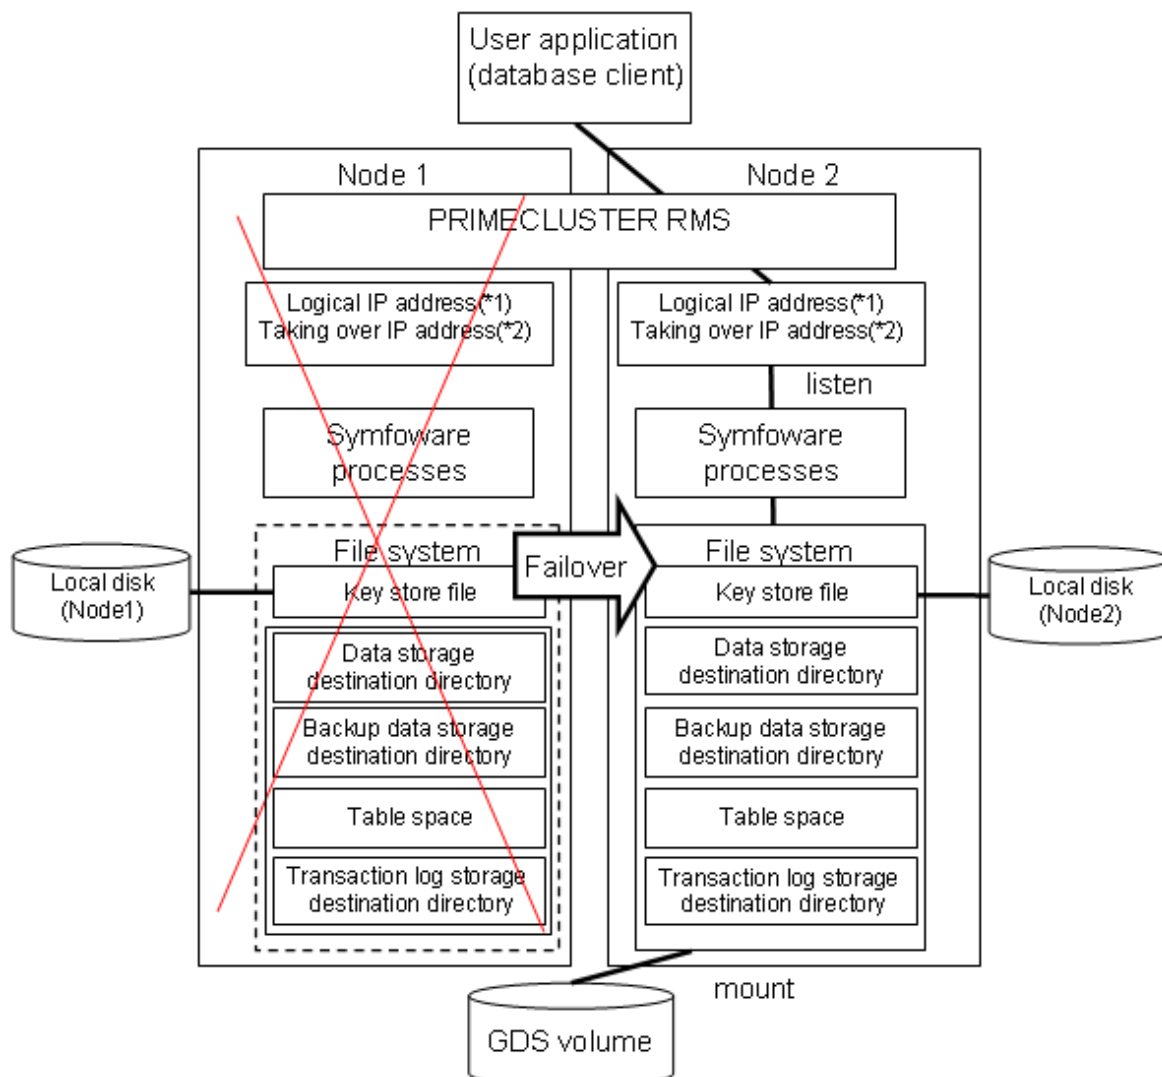 User application
(database client)
Node 1
Node 2
PRIMECLUSTER RMS
Logical IP address(*1)
Taking over IP address(*2)
Logical IP address(*1)
Taking over IP address(*2)
listen
Symfoware
processes
Symfoware
processes
File system
Failover
File system
Local disk
(Node1)
Key store file
Key store file
Local disk
(Node2)
Data storage
destination directory
Data storage
destination directory
Backup data storage
destination directory
Backup data storage
destination directory
Table space
Table space
Transaction log storage
destination directory
Transaction log storage
destination directory
mount
GDS volume